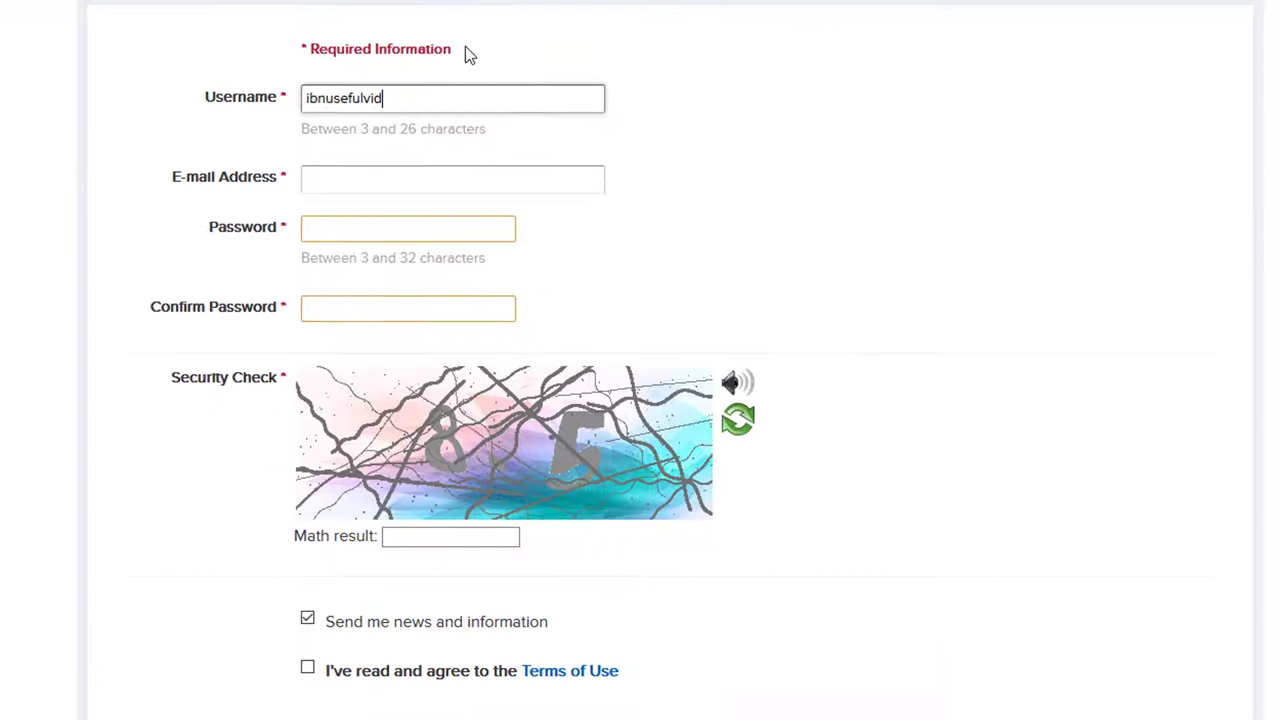 * Required Information
Username *
ibnusefulvid
Between 3 and 26 characters
E-mail Address *
Password *
Between 3 and 32 characters
Confirm Password *
Security Check *
Math result:
Send me news and information
I've read and agree to the Terms of Use